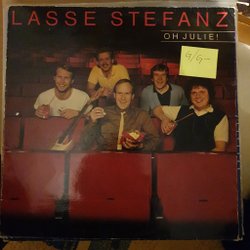 LASSE STEFANZ
OH JULIE!
G/G-